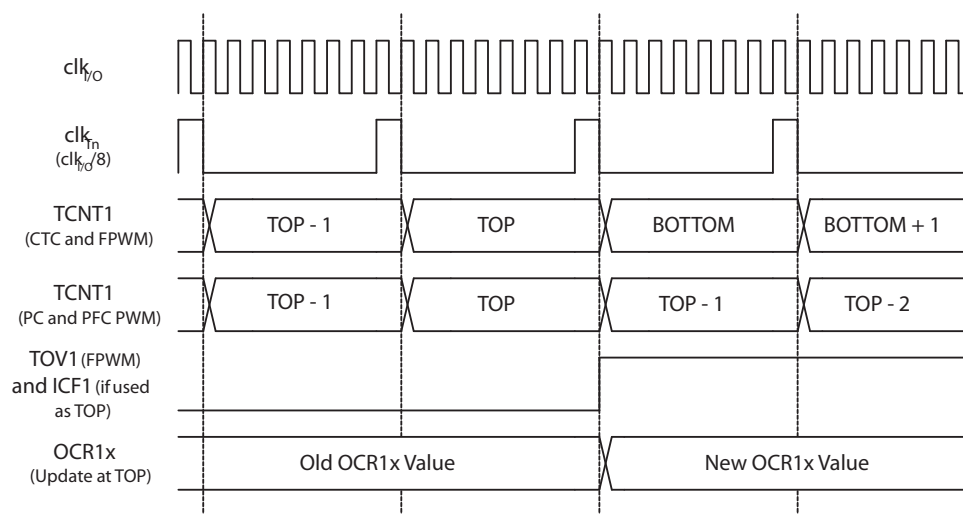 clkI/O
clkTn
(clkI/O/8)
TCNT1
(CTC and FPWM)
TOP - 1
TOP
BOTTOM
BOTTOM + 1
TCNT1
(PC and PFC PWM)
TOP - 1
TOP
TOP - 1
TOP - 2
TOV1 (FPWM)
and ICF1 (if used
as TOP)
OCR1x
(Update at TOP)
Old OCR1x Value
New OCR1x Value